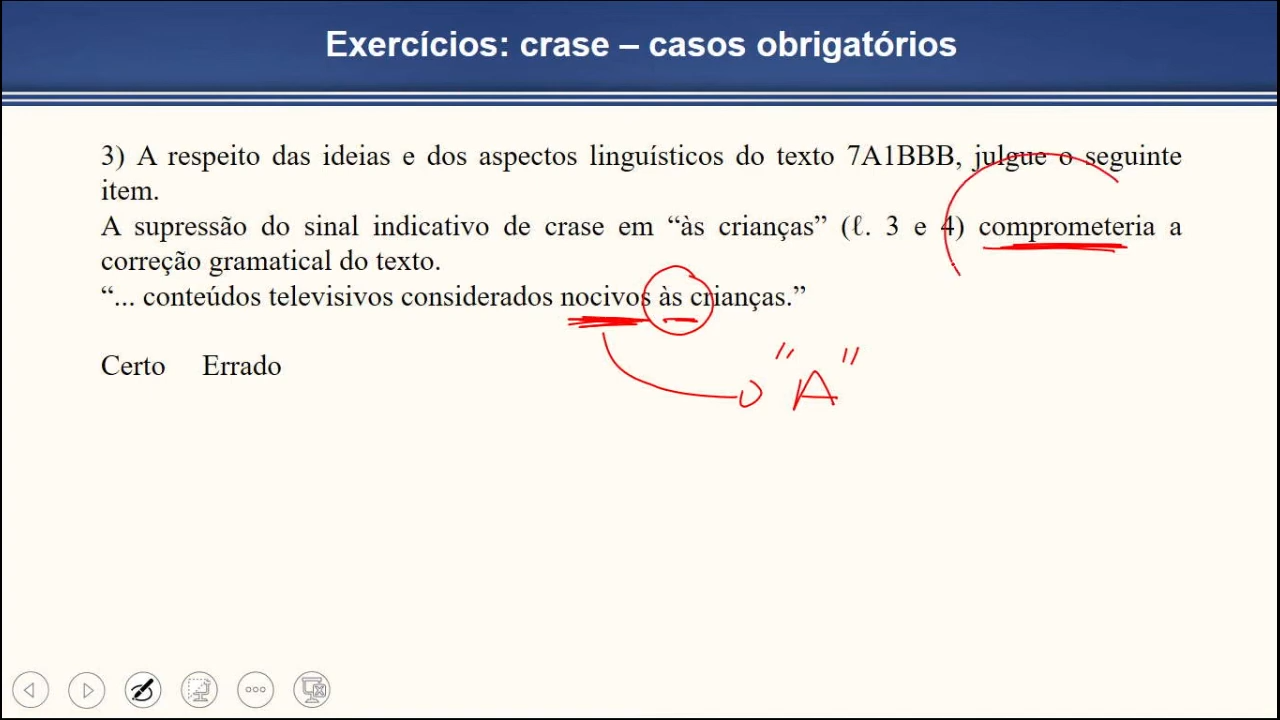 Exercícios: crase – casos obrigatórios
3) A respeito das ideias e dos aspectos linguísticos do texto 7A1BBB, julgue o seguinte
item.
A supressão do sinal indicativo de crase em “às crianças” (ℓ. 3 e 4) comprometeria a
correção gramatical do texto.
“... conteúdos televisivos considerados nocivos às crianças.”
Certo Errado
"A"